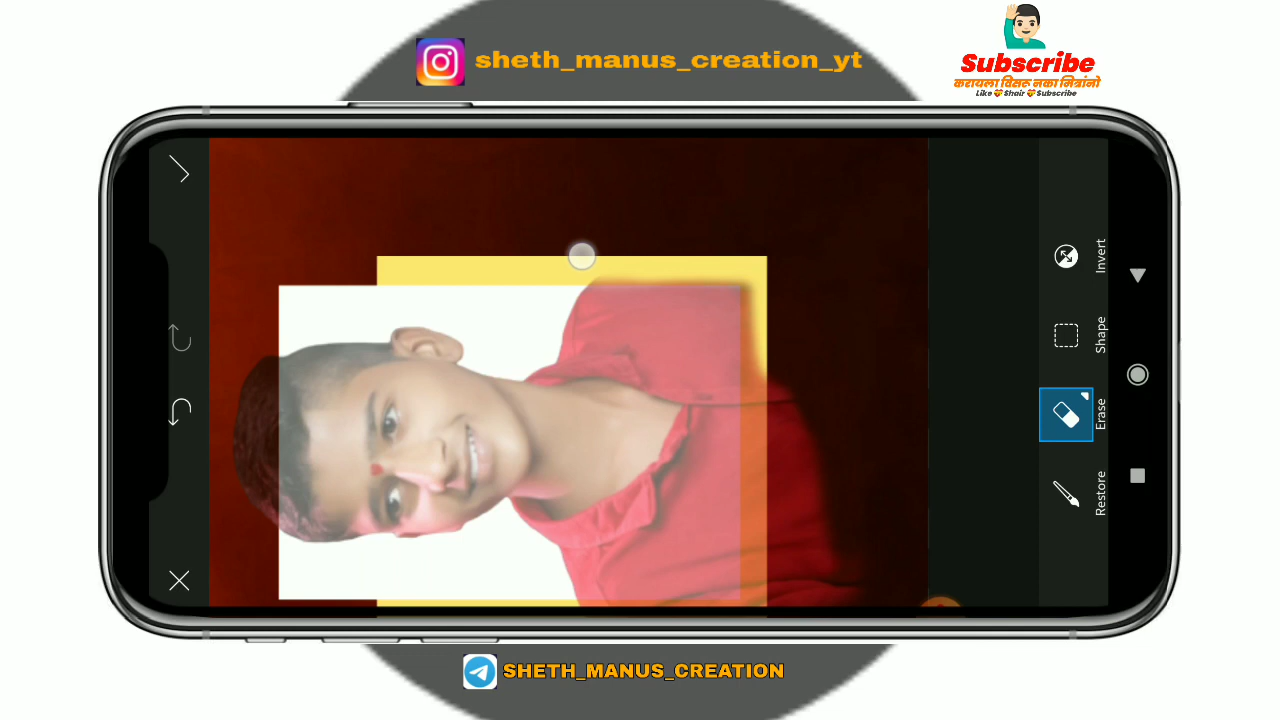 sheth_manus_creation_yt
Subscribe
करायला विसरू नका मित्रांनो
Like Shair Subscribe
Invert
Shape
Erase
Restore
SHETH_MANUS_CREATION